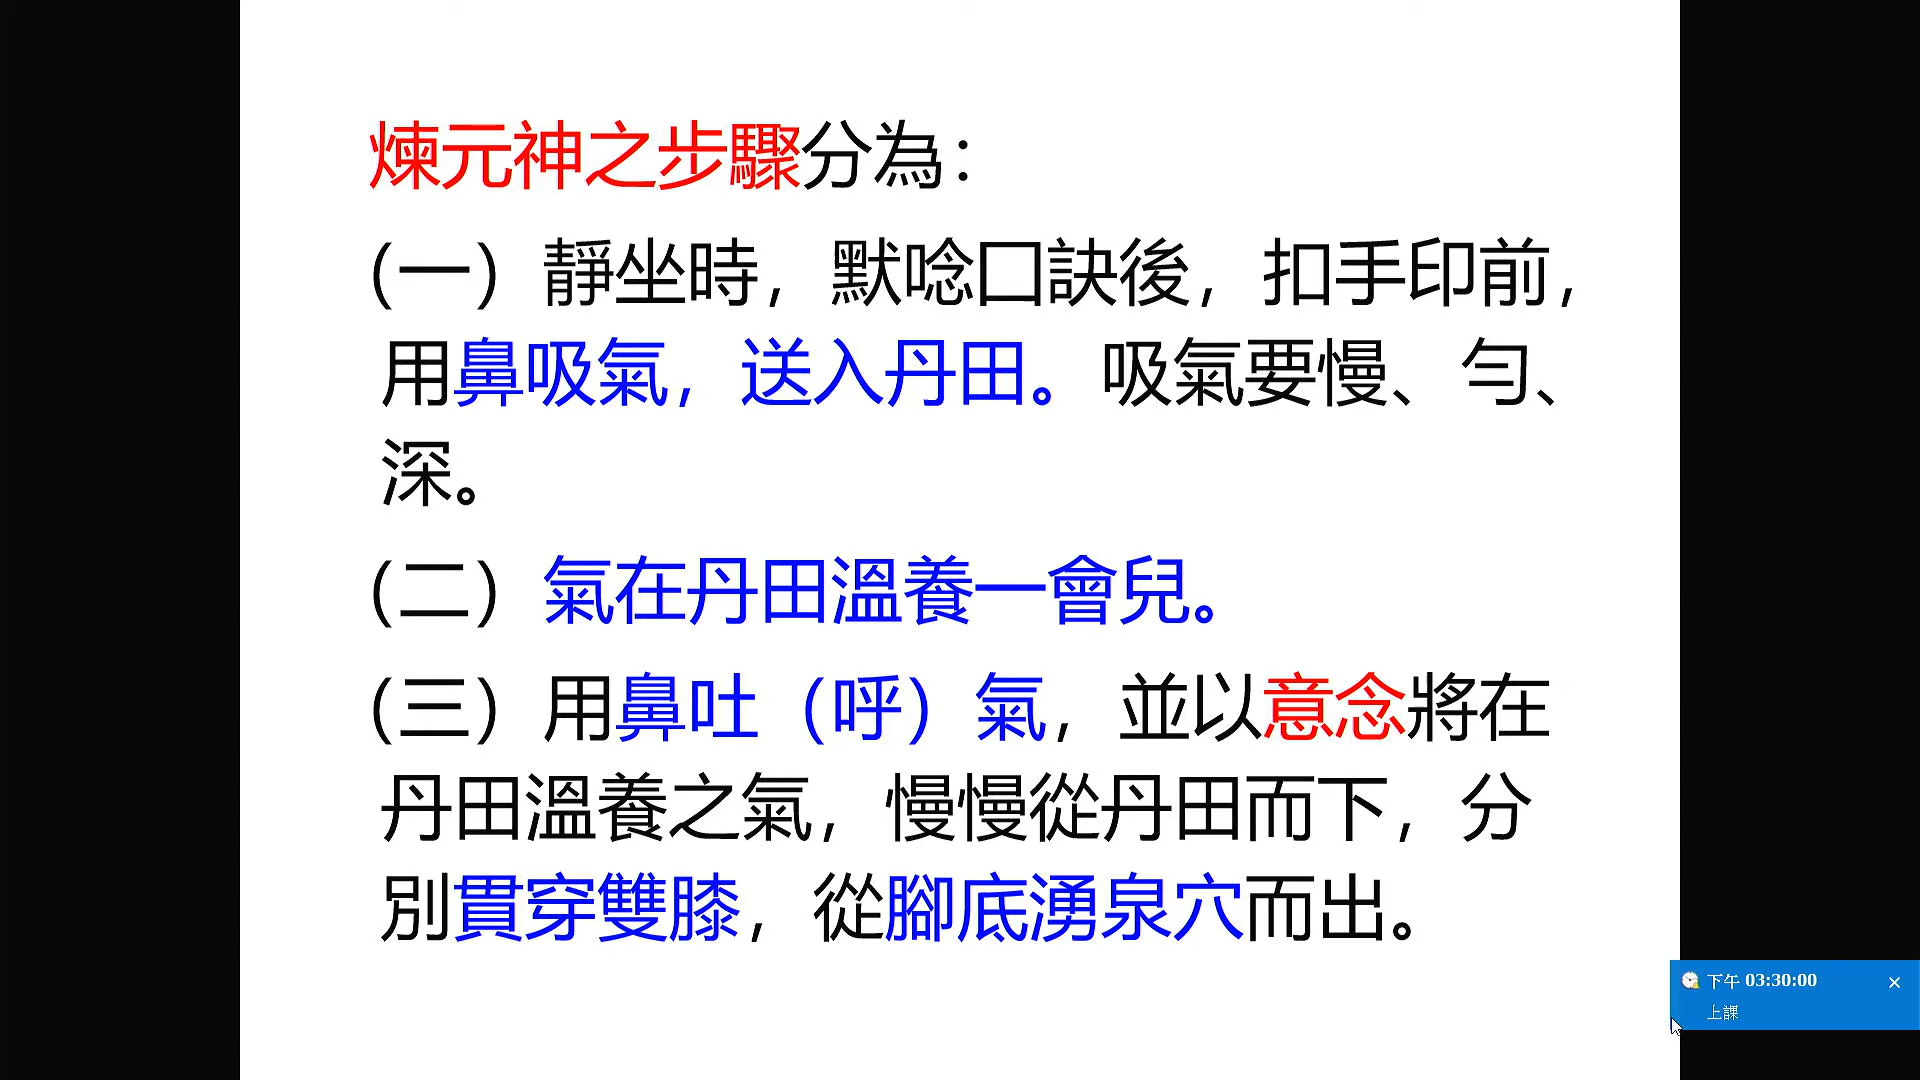 煉元神之步驟分為：
(一）靜坐時，默唸口訣後，扣手印前，
用鼻吸氣，送入丹田。吸氣要慢、勻、
深。
(二）氣在丹田溫養一會兒。
(三）用鼻吐（呼）氣，並以意念將在
丹田溫養之氣，慢慢從丹田而下，分
別貫穿雙膝，從腳底湧泉穴而出。
下午 03:30:00
上課